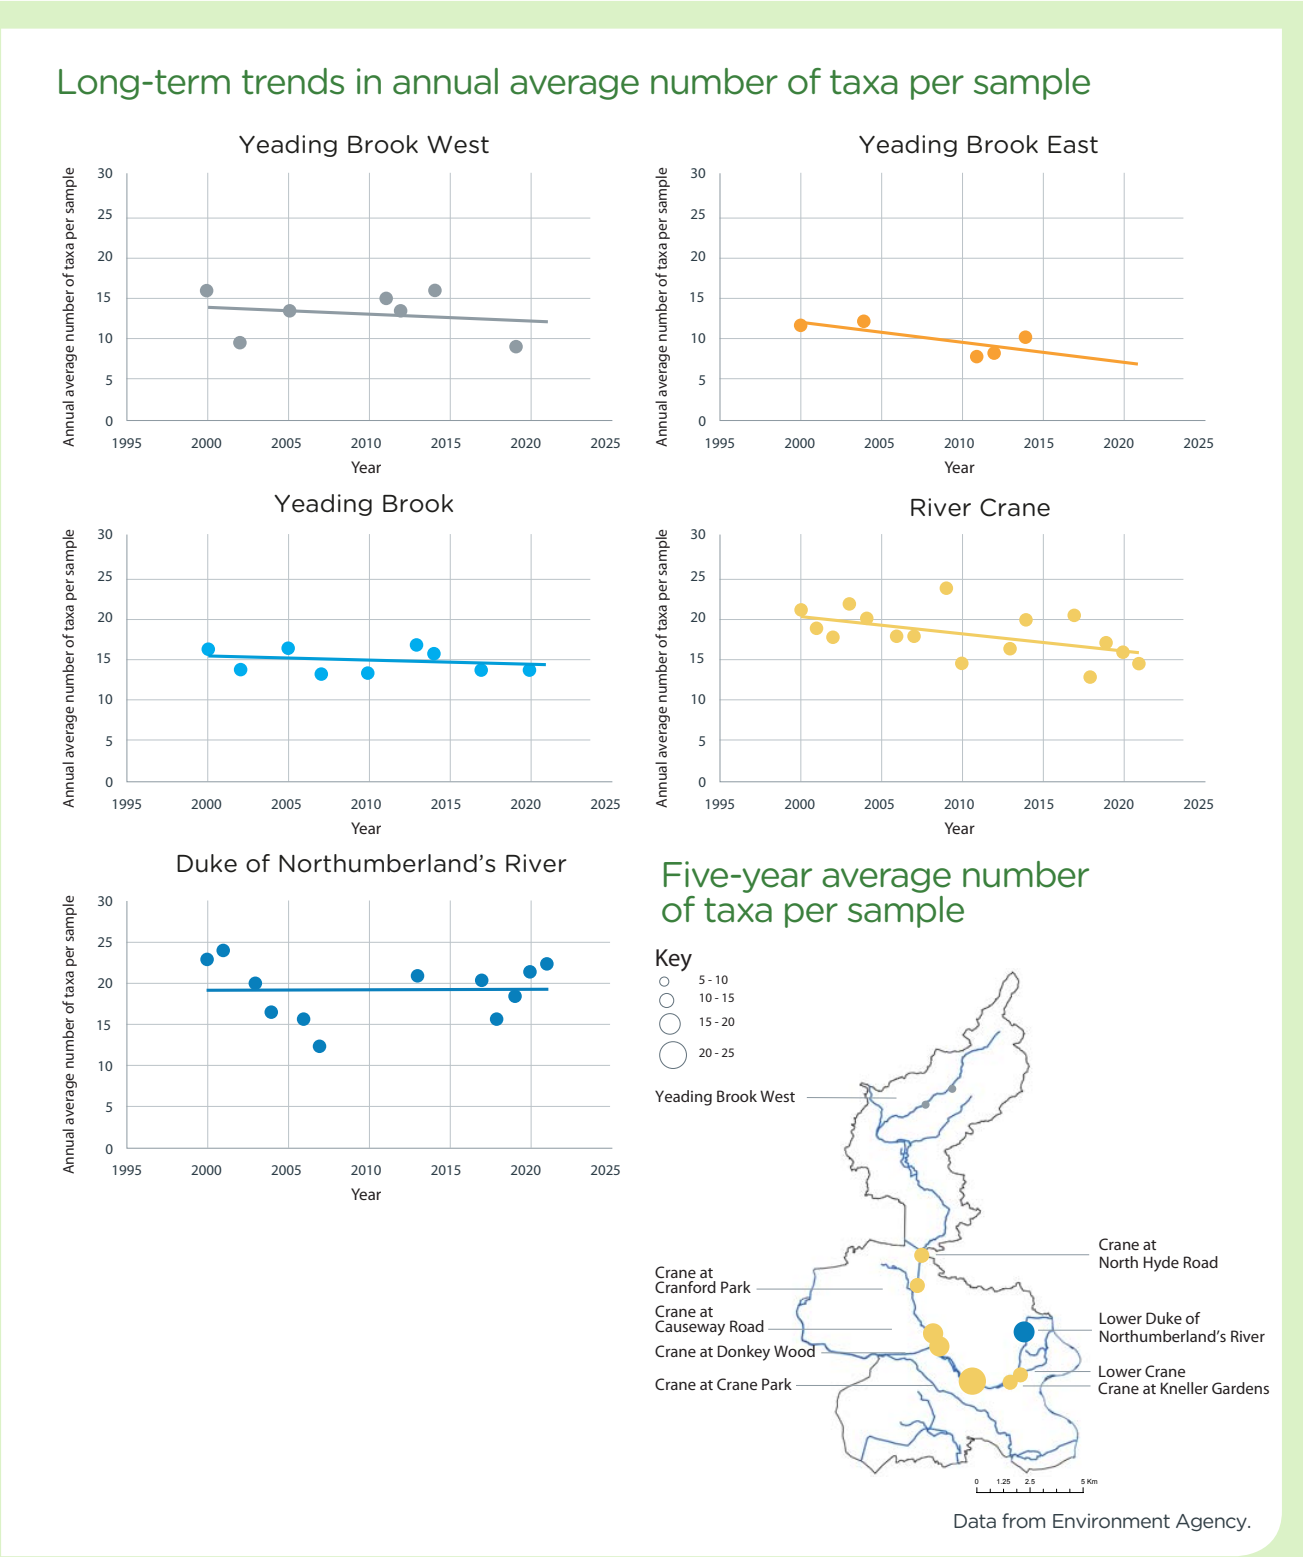 Long-term trends in annual average number of taxa per sample
Yeading Brook West
Annual average number of taxa per sample
30
25
20
15
10
5
0
1995 2000 2005 2010 2015 2020 2025
Year
Yeading Brook East
Annual average number of taxa per sample
30
25
20
15
10
5
0
1995 2000 2005 2010 2015 2020 2025
Year
Yeading Brook
Annual average number of taxa per sample
30
25
20
15
10
5
0
1995 2000 2005 2010 2015 2020 2025
Year
River Crane
Annual average number of taxa per sample
30
25
20
15
10
5
0
1995 2000 2005 2010 2015 2020 2025
Year
Duke of Northumberland’s River
Annual average number of taxa per sample
30
25
20
15
10
5
0
1995 2000 2005 2010 2015 2020 2025
Year
Five-year average number
of taxa per sample
Key
5 - 10
10 - 15
15 - 20
20 - 25
Yeading Brook West
Crane at
North Hyde Road
Crane at
Cranford Park
Crane at
Causeway Road
Crane at Donkey Wood
Crane at Crane Park
Lower Duke of
Northumberland’s River
Lower Crane
Crane at Kneller Gardens
0 1.25 2.5 5 Km
Data from Environment Agency.